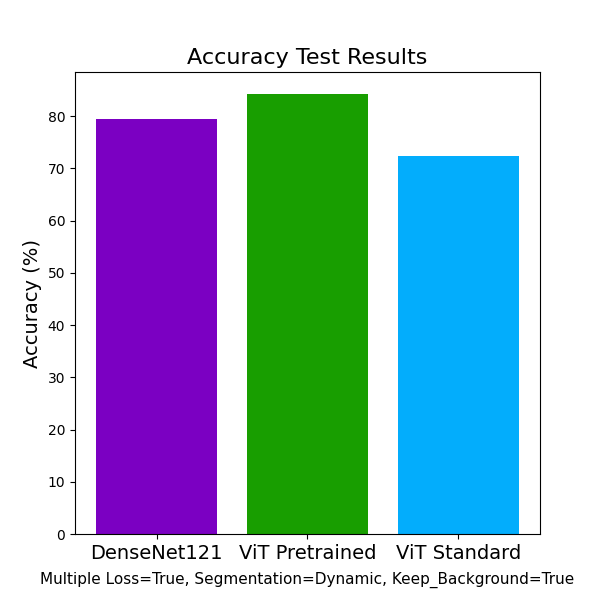 Accuracy Test Results
Accuracy (%)
80
70
60
50
40
30
20
10
0
DenseNet121 ViT Pretrained ViT Standard
Multiple Loss=True, Segmentation=Dynamic, Keep_Background=True